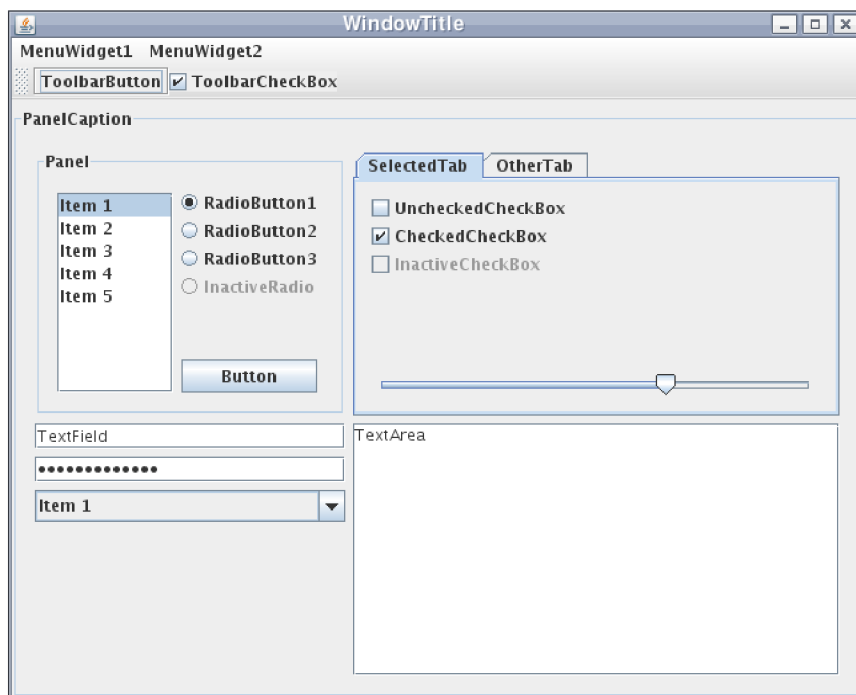 WindowTitle
MenuWidget1 MenuWidget2
ToolbarButton ToolbarCheckBox
PanelCaption
Panel
Item 1
Item 2
Item 3
Item 4
Item 5
RadioButton1
RadioButton2
RadioButton3
InactiveRadio
Button
SelectedTab OtherTab
UncheckedCheckBox
CheckedCheckBox
InactiveCheckBox
TextField
•••••••••••••
Item 1
TextArea